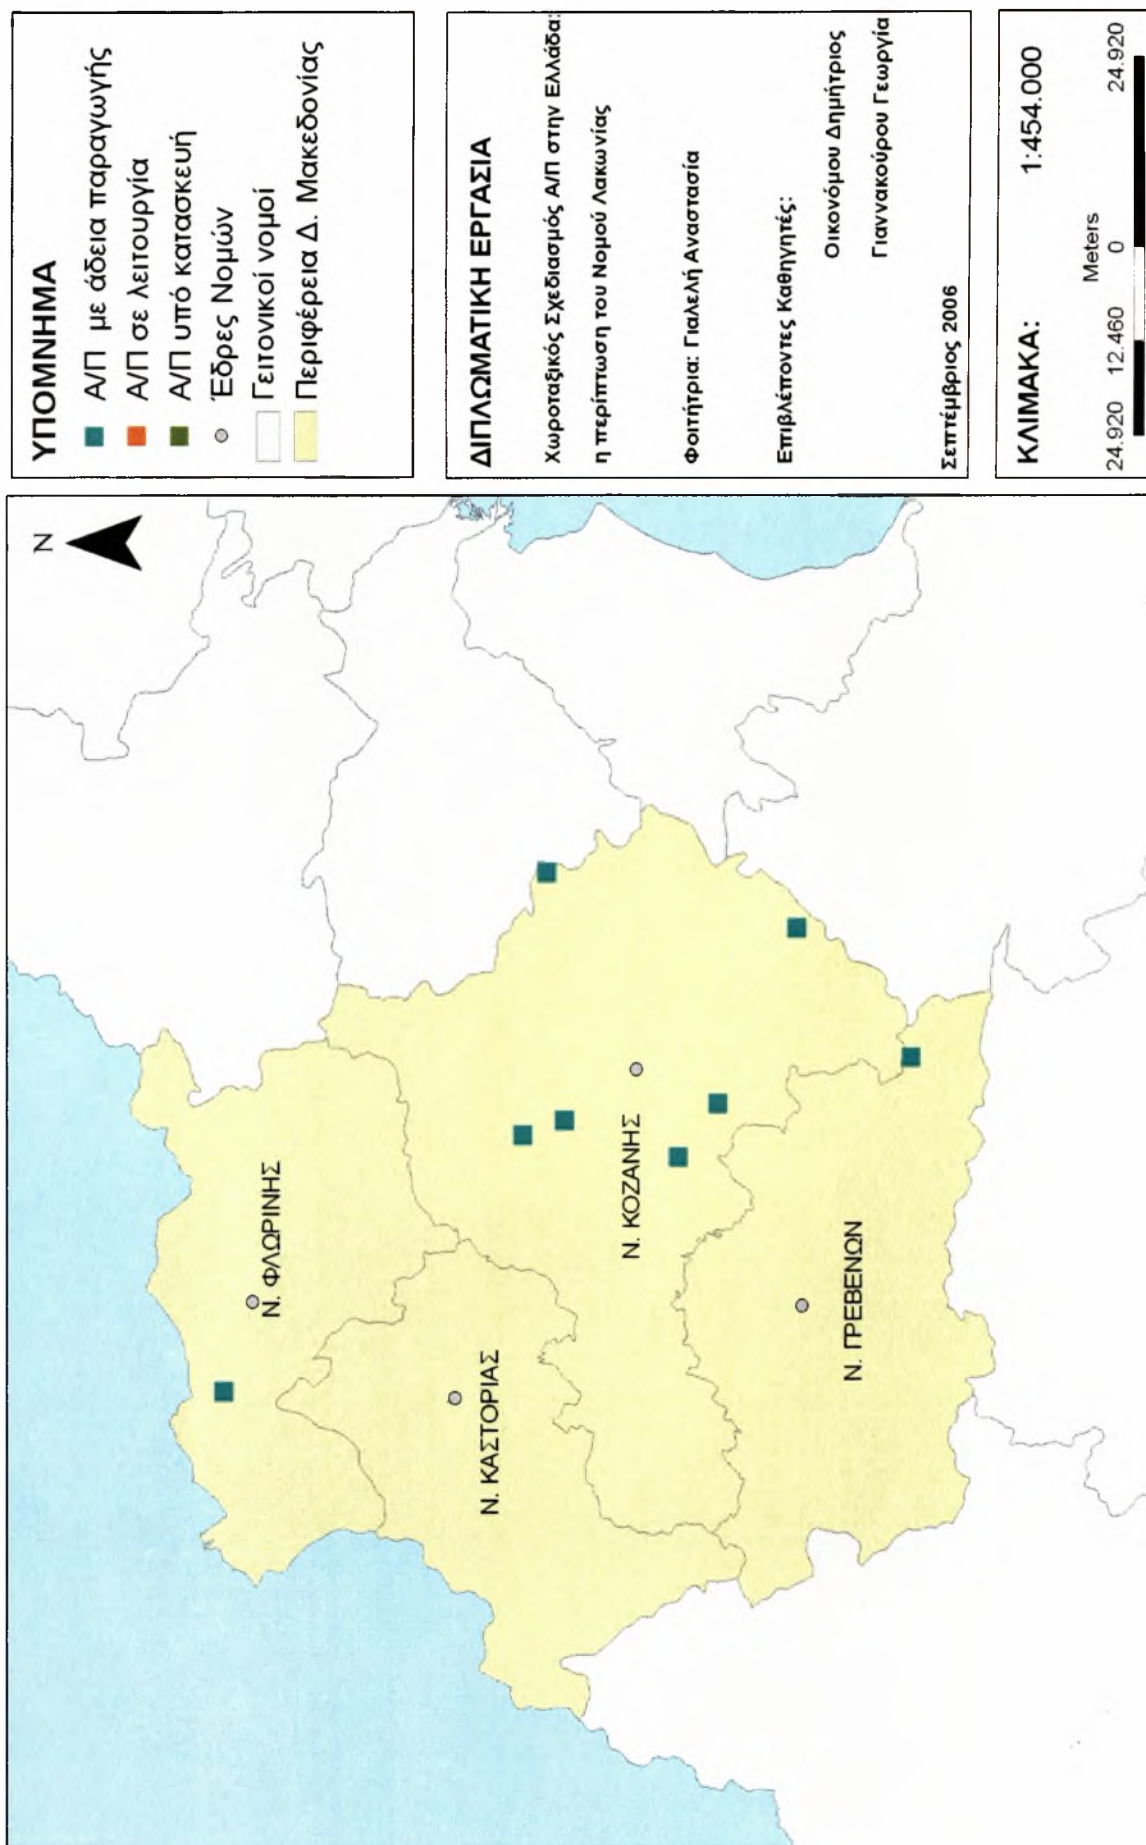 N
Ν. ΦΛΩΡΙΝΗΣ
Ν. ΚΑΣΤΟΡΙΑΣ
Ν. ΚΟΖΑΝΗΣ
Ν. ΓΡΕΒΕΝΩΝ
ΥΠΟΜΝΗΜΑ
Α/Π με άδεια παραγωγής
Α/Π σε λειτουργία
Α/Π υπό κατασκευή
Έδρες Νομών
Γειτονικοί νομοί
Περιφέρεια Δ. Μακεδονίας
ΔΙΠΛΩΜΑΤΙΚΗ ΕΡΓΑΣΙΑ
Χωροταξικός Σχεδιασμός Α/Π στην Ελλάδα:
η περίπτωση του Νομού Λακωνίας
Φοιτήτρια: Γιαλελή Αναστασία
Επιβλέποντες Καθηγητές:
Οικονόμου Δημήτριος
Γιαννακούρου Γεωργία
Σεπτέμβριος 2006
ΚΛΙΜΑΚΑ: 1:454.000
Meters
24.920 12.460 0 24.920